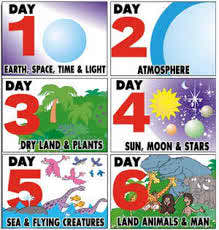 DAY
1
EARTH, SPACE, TIME & LIGHT
DAY
2
ATMOSPHERE
DAY
3
DRY LAND & PLANTS
DAY
4
SUN, MOON & STARS
DAY
5
SEA & FLYING CREATURES
DAY
6
LAND ANIMALS & MAN